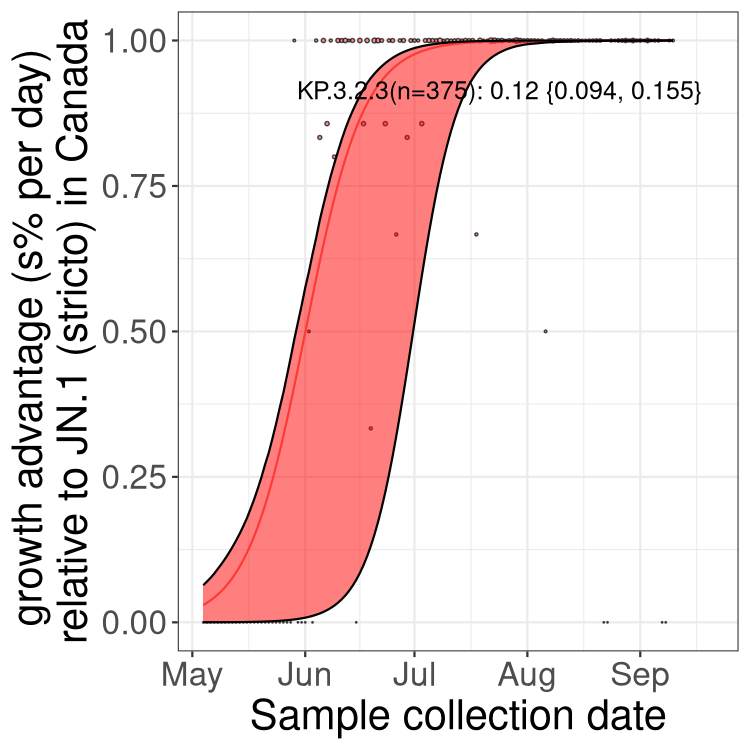 growth advantage (s% per day)
relative to JN.1 (stricto) in Canada
1.00
KP.3.2.3(n=375): 0.12 {0.094, 0.155}
0.75
0.50
0.25
0.00
May Jun Jul Aug Sep
Sample collection date